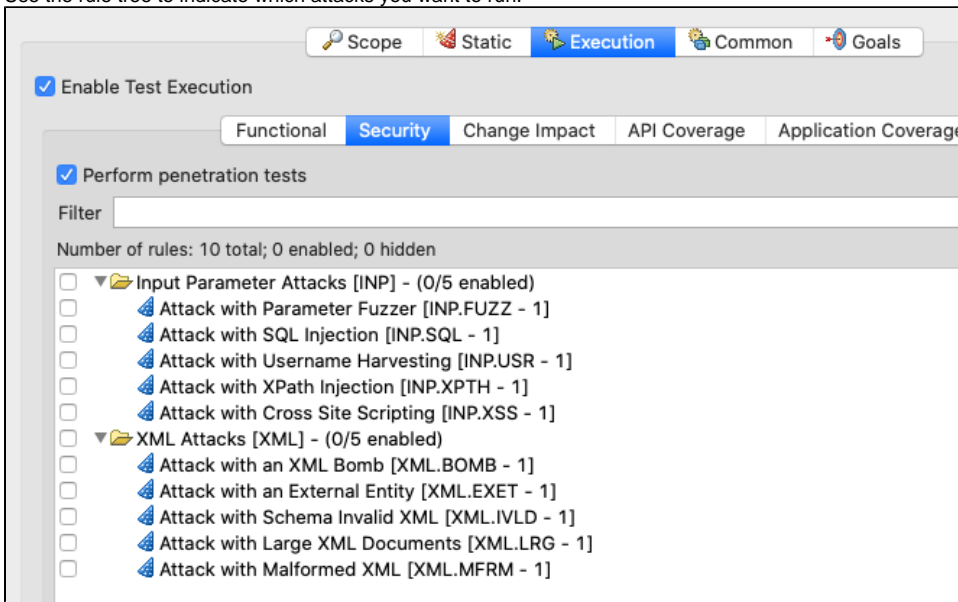 See the rule tree to indicate which attacks you want to run.
Scope Static Execution Common Goals
Enable Test Execution
Functional Security Change Impact API Coverage Application Coverage
Perform penetration tests
Filter
Number of rules: 10 total; 0 enabled; 0 hidden
Input Parameter Attacks [INP] - (0/5 enabled)
Attack with Parameter Fuzzer [INP.FUZZ - 1]
Attack with SQL Injection [INP.SQL - 1]
Attack with Username Harvesting [INP.USR - 1]
Attack with XPath Injection [INP.XPTH - 1]
Attack with Cross Site Scripting [INP.XSS - 1]
XML Attacks [XML] - (0/5 enabled)
Attack with an XML Bomb [XML.BOMB - 1]
Attack with an External Entity [XML.EXET - 1]
Attack with Schema Invalid XML [XML.IVLD - 1]
Attack with Large XML Documents [XML.LRG - 1]
Attack with Malformed XML [XML.MFRM - 1]